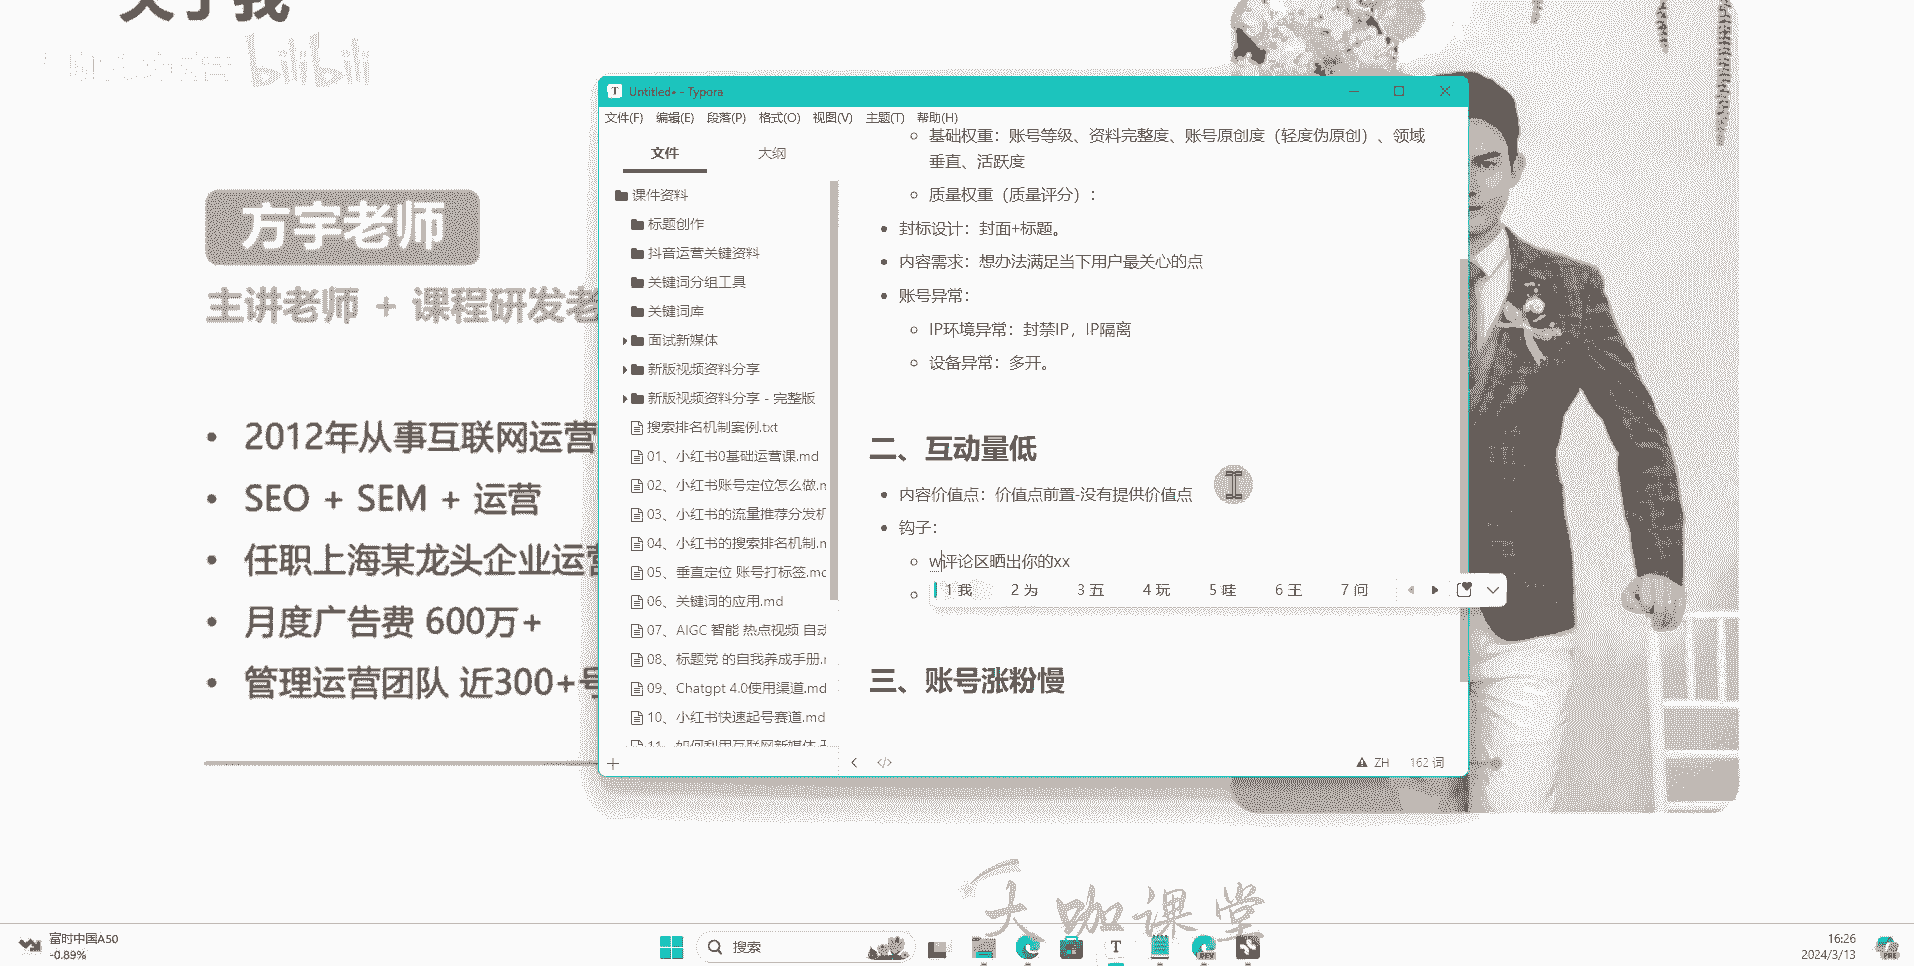 关于我
bilibili
方宇老师
主讲老师 + 课程研发老
2012年从事互联网运营
SEO + SEM + 运营
任职上海某龙头企业运营
月度广告费 600万+
管理运营团队 近300+号
Untitled• - Typora
文件(F) 编辑(E) 段落(P) 格式(O) 视图(V) 主题(T) 帮助(H)
文件 大纲
课件资料
标题创作
抖音运营关键资料
关键词分组工具
关键词库
面试新媒体
新版视频资料分享
新版视频资料分享 - 完整版
搜索排名机制案例.txt
01、小红书0基础运营课.md
02、小红书账号定位怎么做.m
03、小红书的流量推荐分发机
04、小红书的搜索排名机制.m
05、垂直定位 账号打标签.md
06、关键词的应用.md
07、AIGC 智能 热点视频 自动
08、标题党 的自我养成手册.m
09、Chatgpt 4.0使用渠道.md
10、小红书快速起号赛道.md
11、如何利用互联网新媒体
基础权重：账号等级、资料完整度、账号原创度（轻度伪原创）、领域
垂直、活跃度
质量权重（质量评分）：
封标设计：封面+标题。
内容需求：想办法满足当下用户最关心的点
账号异常：
IP环境异常：封禁IP，IP隔离
设备异常：多开。
二、互动量低
内容价值点：价值点前置-没有提供价值点
钩子：
w评论区晒出你的xx
1 我 2 为 3 五 4 玩 5 哇 6 王 7 问
三、账号涨粉慢
ZH 162 词
大咖课堂
富时中国A50
-0.89%
搜索
T
DEV
16:26
2024/3/13
PRE